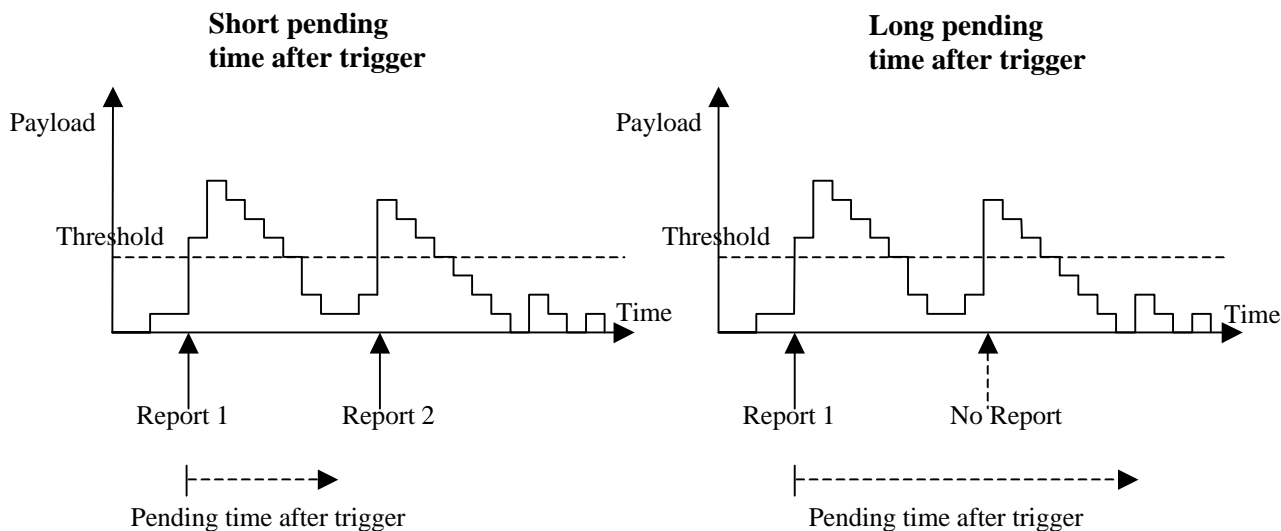 Short pending
time after trigger
Payload
Threshold
Time
Report 1
Report 2
Pending time after trigger
Long pending
time after trigger
Payload
Threshold
Time
Report 1
No Report
Pending time after trigger